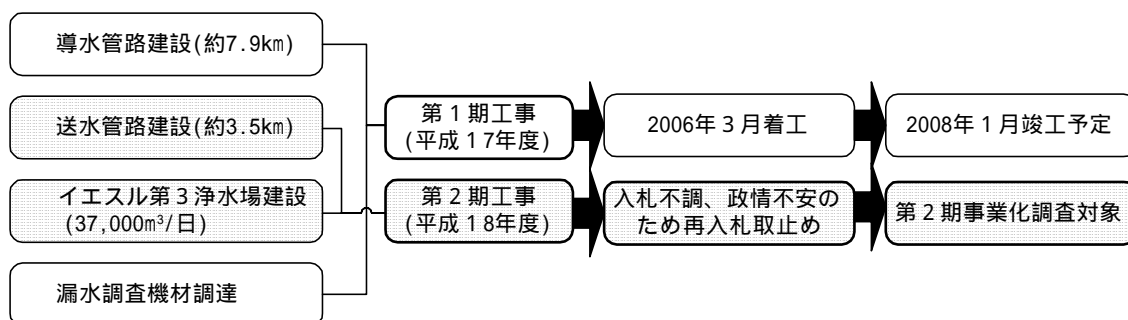 導水管路建設(約7.9㎞)
送水管路建設(約3.5㎞)
イエスル第３浄水場建設
(37,000m³/日)
漏水調査機材調達
第１期工事
(平成１７年度)
2006年３月着工
2008年１月竣工予定
第２期工事
(平成１８年度)
入札不調、政情不安の
ため再入札取止め
第２期事業化調査対象